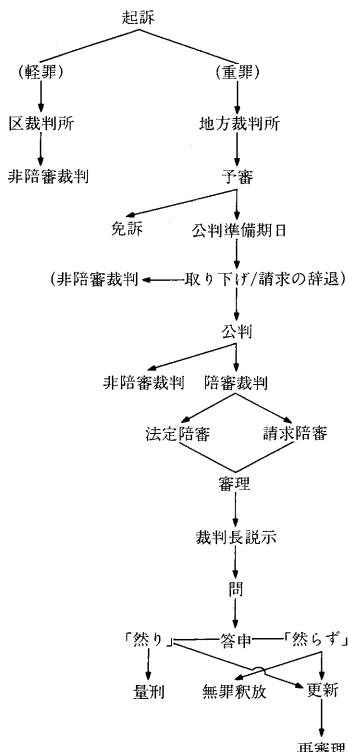 起訴
(軽罪) (重罪)
区裁判所 地方裁判所
非陪審裁判 予審
免訴 公判準備期日
(非陪審裁判 取り下げ/請求の辞退)
公判
非陪審裁判 陪審裁判
法定陪審 請求陪審
審理
裁判長説示
問
「然り」 答申 「然らず」
量刑 無罪釈放 更新
再審理